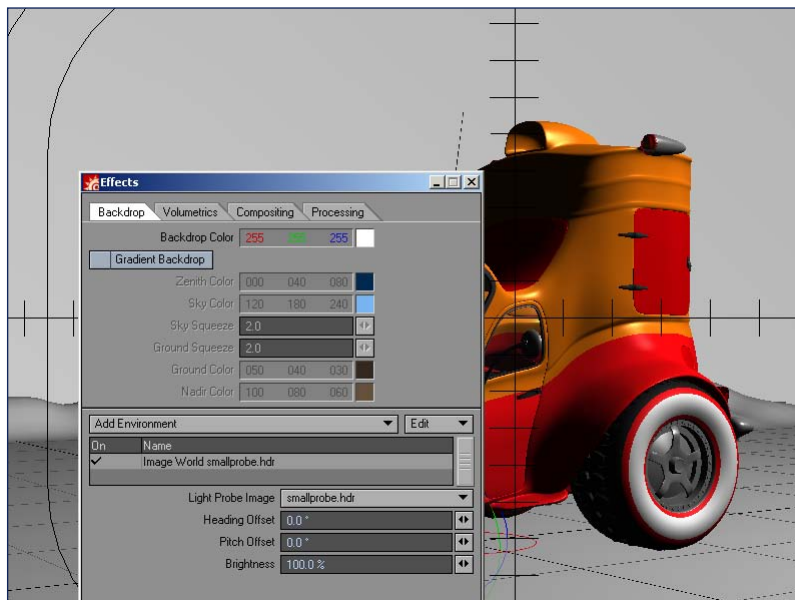 Effects
Backdrop Volumetrics Compositing Processing
Backdrop Color 255 255 255
Gradient Backdrop
Zenith Color 000 040 080
Sky Color 120 180 240
Sky Squeeze 2.0
Ground Squeeze 2.0
Ground Color 050 040 030
Nadir Color 100 080 060
Add Environment Edit
On Name
Image World smallprobe.hdr
Light Probe Image smallprobe.hdr
Heading Offset 0.0 °
Pitch Offset 0.0 °
Brightness 100.0 %